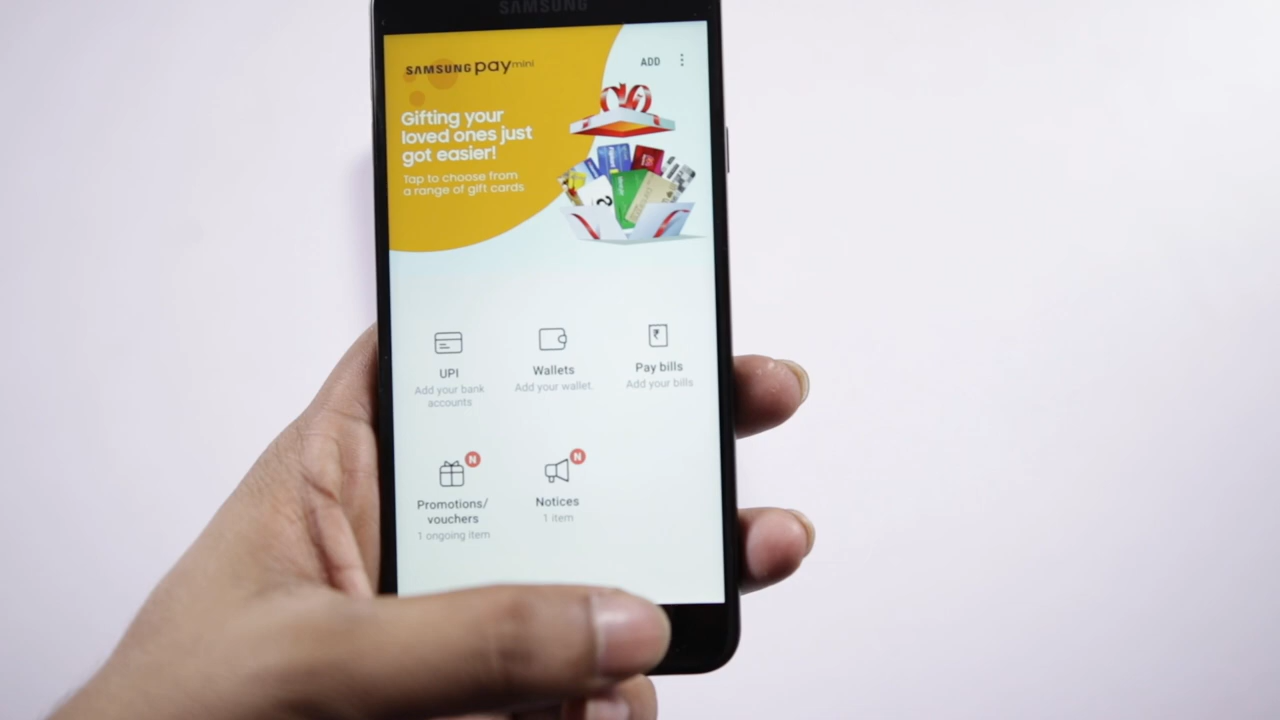 SAMSUNG
SAMSUNG pay mini
ADD
Gifting your
loved ones just
got easier!
Tap to choose from
a range of gift cards
UPI
Add your bank
accounts
Wallets
Add your wallet.
Pay bills
Add your bills
N
Promotions/
vouchers
1 ongoing item
N
Notices
1 item